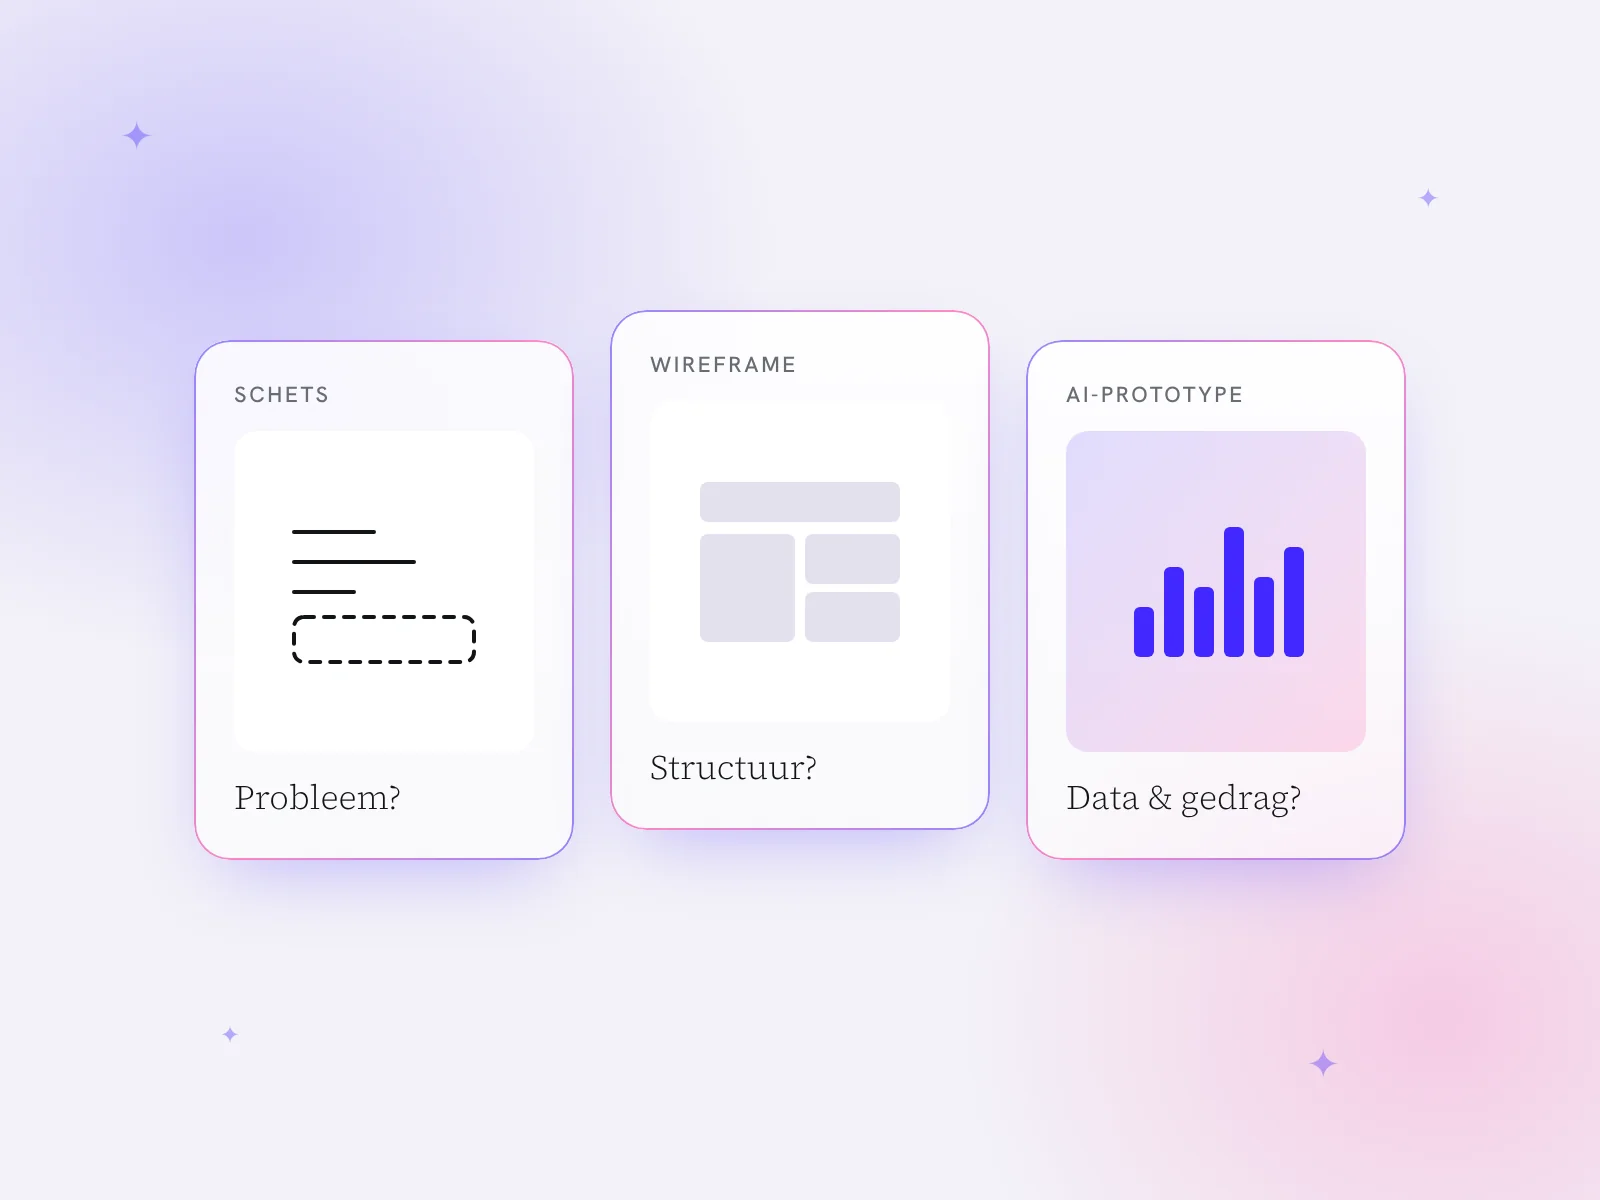 SCHETS
Probleem?
WIREFRAME
Structuur?
AI-PROTOTYPE
Data & gedrag?